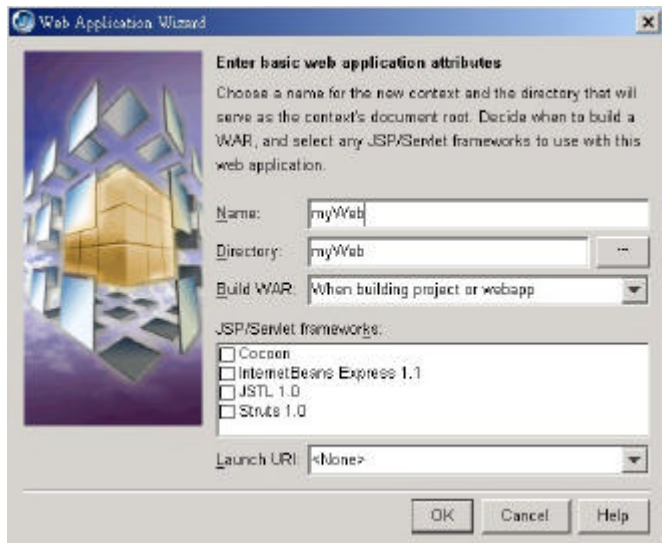 Web Application Wizard
Enter basic web application attributes
Choose a name for the new context and the directory that will
serve as the context's document root. Decide when to build a
WAR, and select any JSP/Servlet frameworks to use with this
web application.
Name: myWeb
Directory: myWeb ...
Build WAR: When building project or webapp
JSP/Servlet frameworks:
Cocoon
InternetBeans Express 1.1
JSTL 1.0
Struts 1.0
Launch URI: <None>
OK Cancel Help